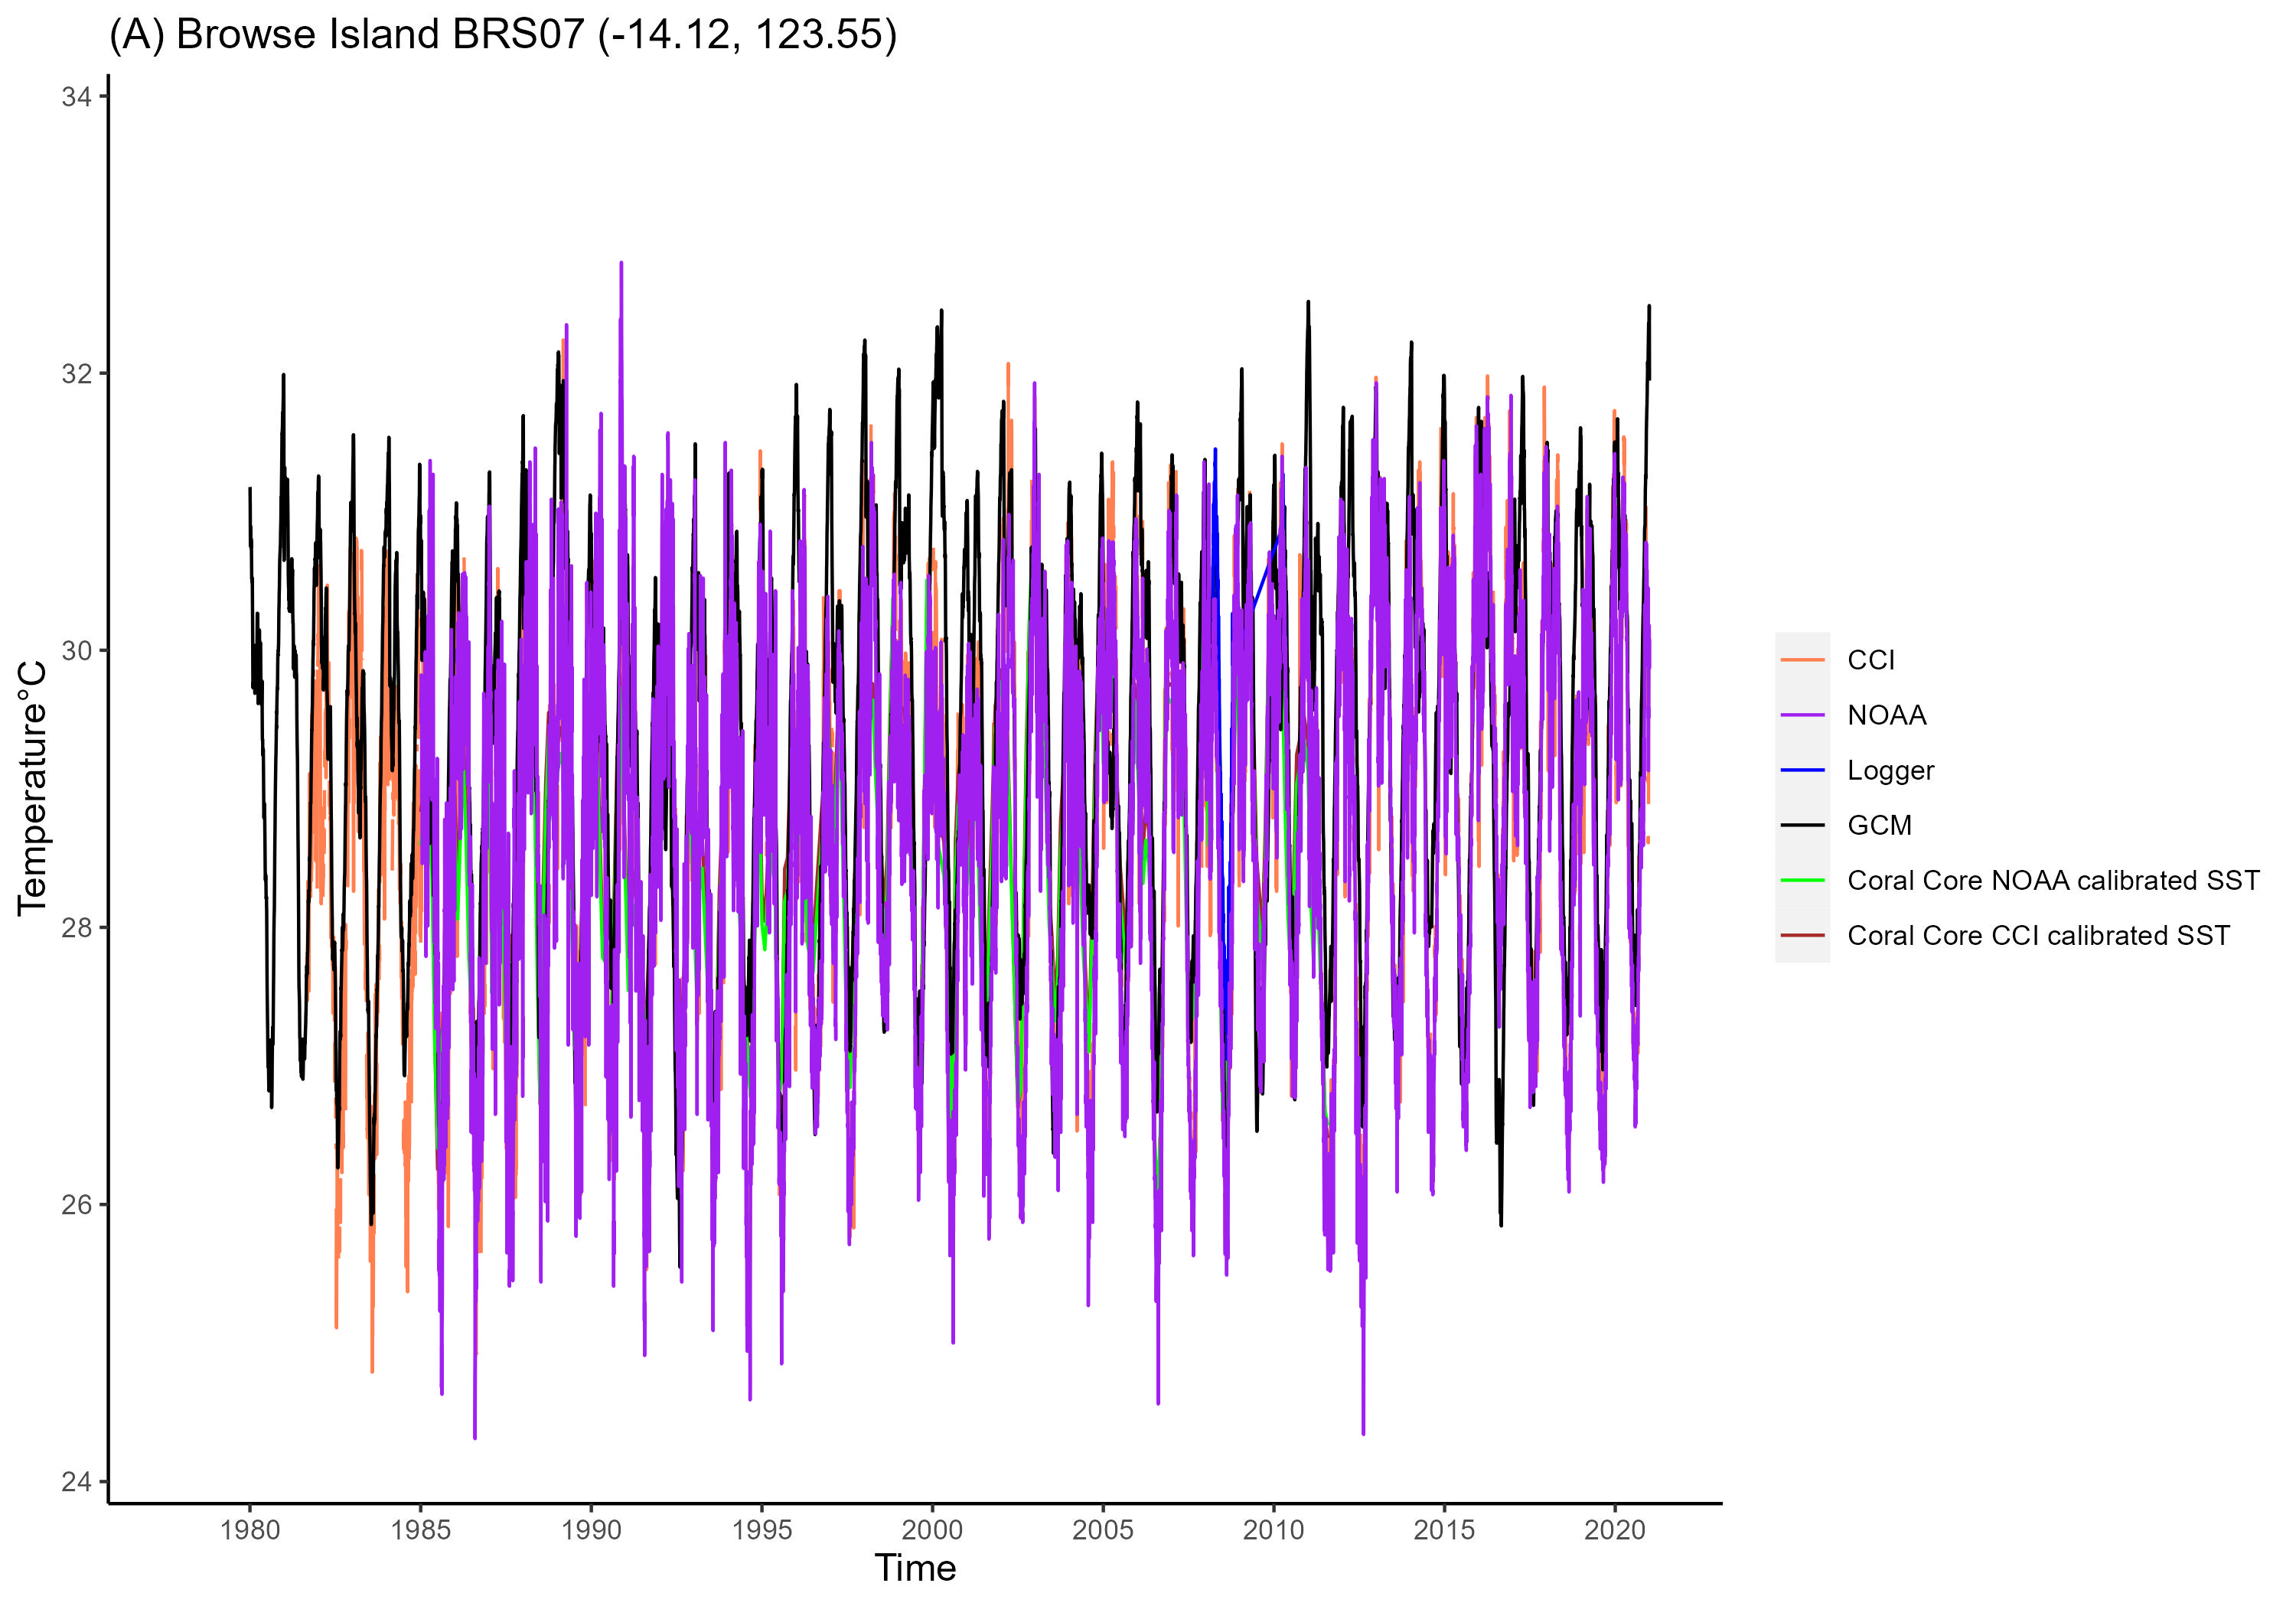 (A) Browse Island BRS07 (-14.12, 123.55)
34
32
30
28
26
24
Temperature°C
1980 1985 1990 1995 2000 2005 2010 2015 2020
Time
CCI
NOAA
Logger
GCM
Coral Core NOAA calibrated SST
Coral Core CCI calibrated SST